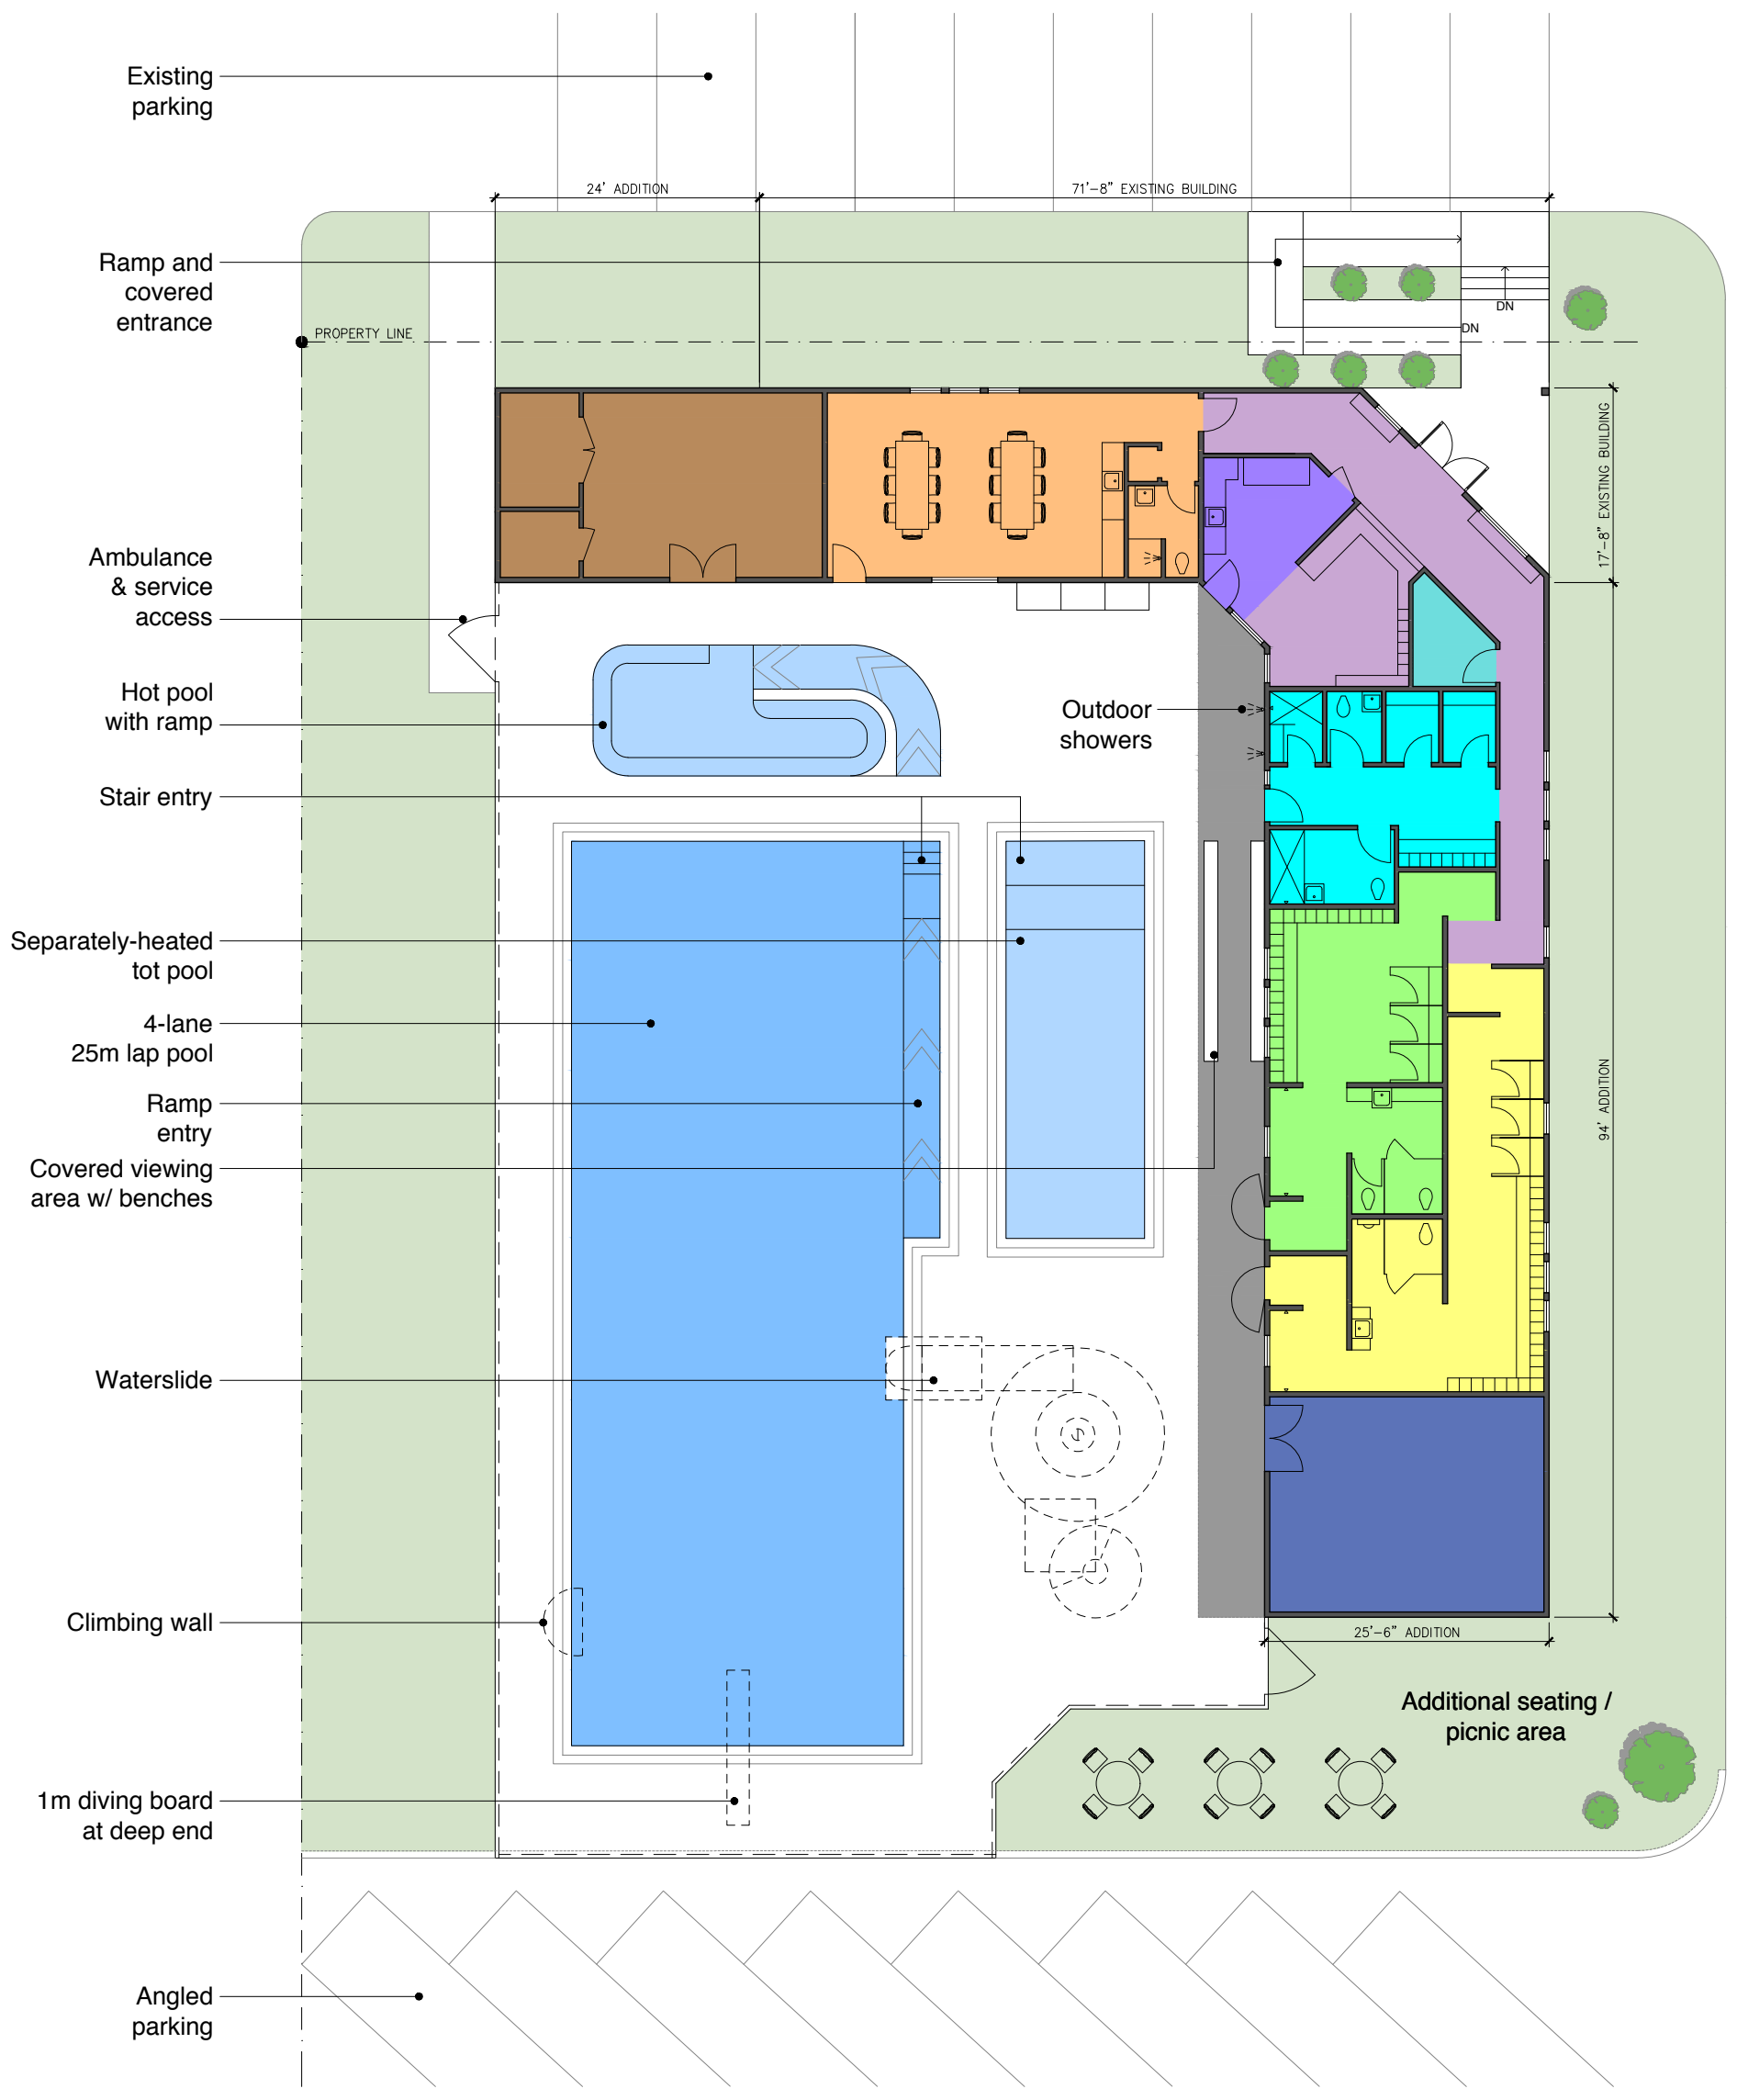 Existing
parking
24' ADDITION
71'-8" EXISTING BUILDING
Ramp and
covered
entrance
DN
DN
PROPERTY LINE
17'-8" EXISTING BUILDING
Ambulance
& service
access
Hot pool
with ramp
Outdoor
showers
Stair entry
Separately-heated
tot pool
4-lane
25m lap pool
Ramp
entry
94' ADDITION
Covered viewing
area w/ benches
Waterslide
Climbing wall
25'-6" ADDITION
Additional seating /
picnic area
1m diving board
at deep end
Angled
parking